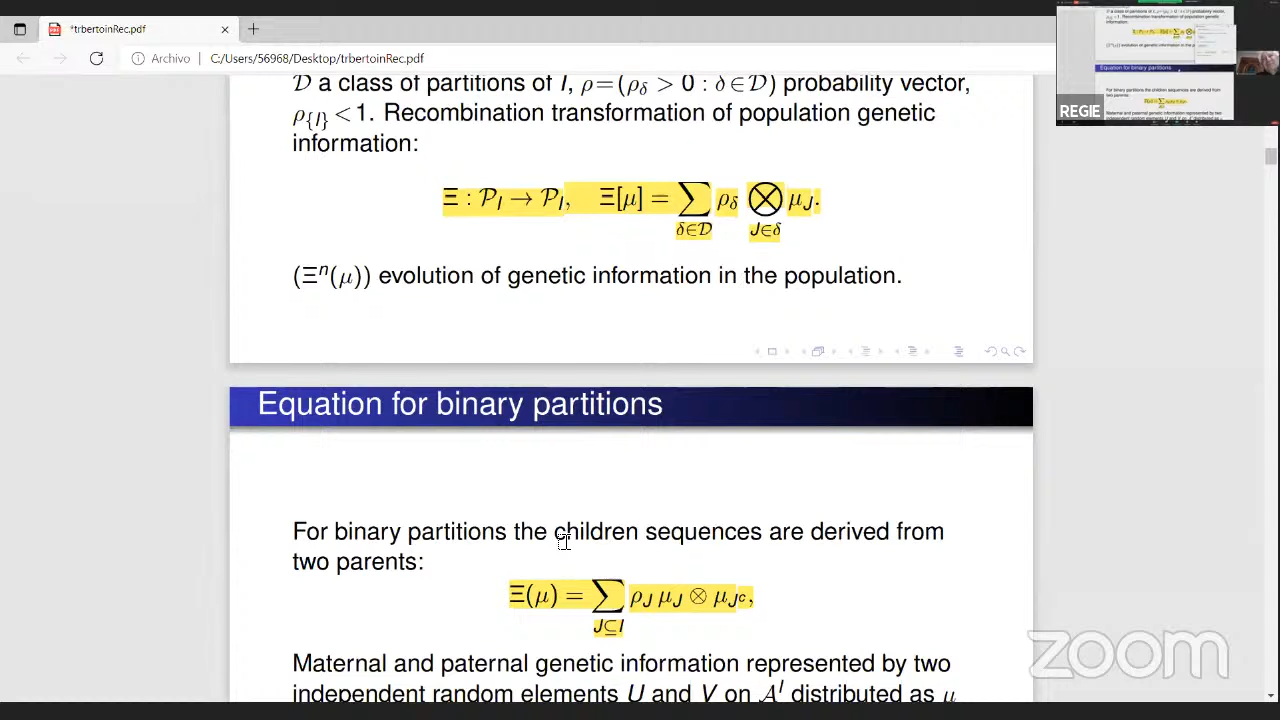 *trbertoinRec.pdf
Archivo
C:/Users/56968/Desktop/trbertoinRec.pdf
REGIE
𝒟 a class of partitions of I, ρ=(ρ_δ > 0 : δ∈𝒟) probability vector,
ρ_{I} < 1. Recombination transformation of population genetic
information:
Ξ : 𝒫_I → 𝒫_I, Ξ[μ] = ∑_{δ∈𝒟} ρ_δ ⨂_{J∈δ} μ_J.
(Ξⁿ(μ)) evolution of genetic information in the population.
Equation for binary partitions
For binary partitions the children sequences are derived from
two parents:
Ξ(μ) = ∑_{J⊆I} ρ_J μ_J ⊗ μ_{J^c},
Maternal and paternal genetic information represented by two
independent random elements U and V on 𝒜^I distributed as μ
zoom